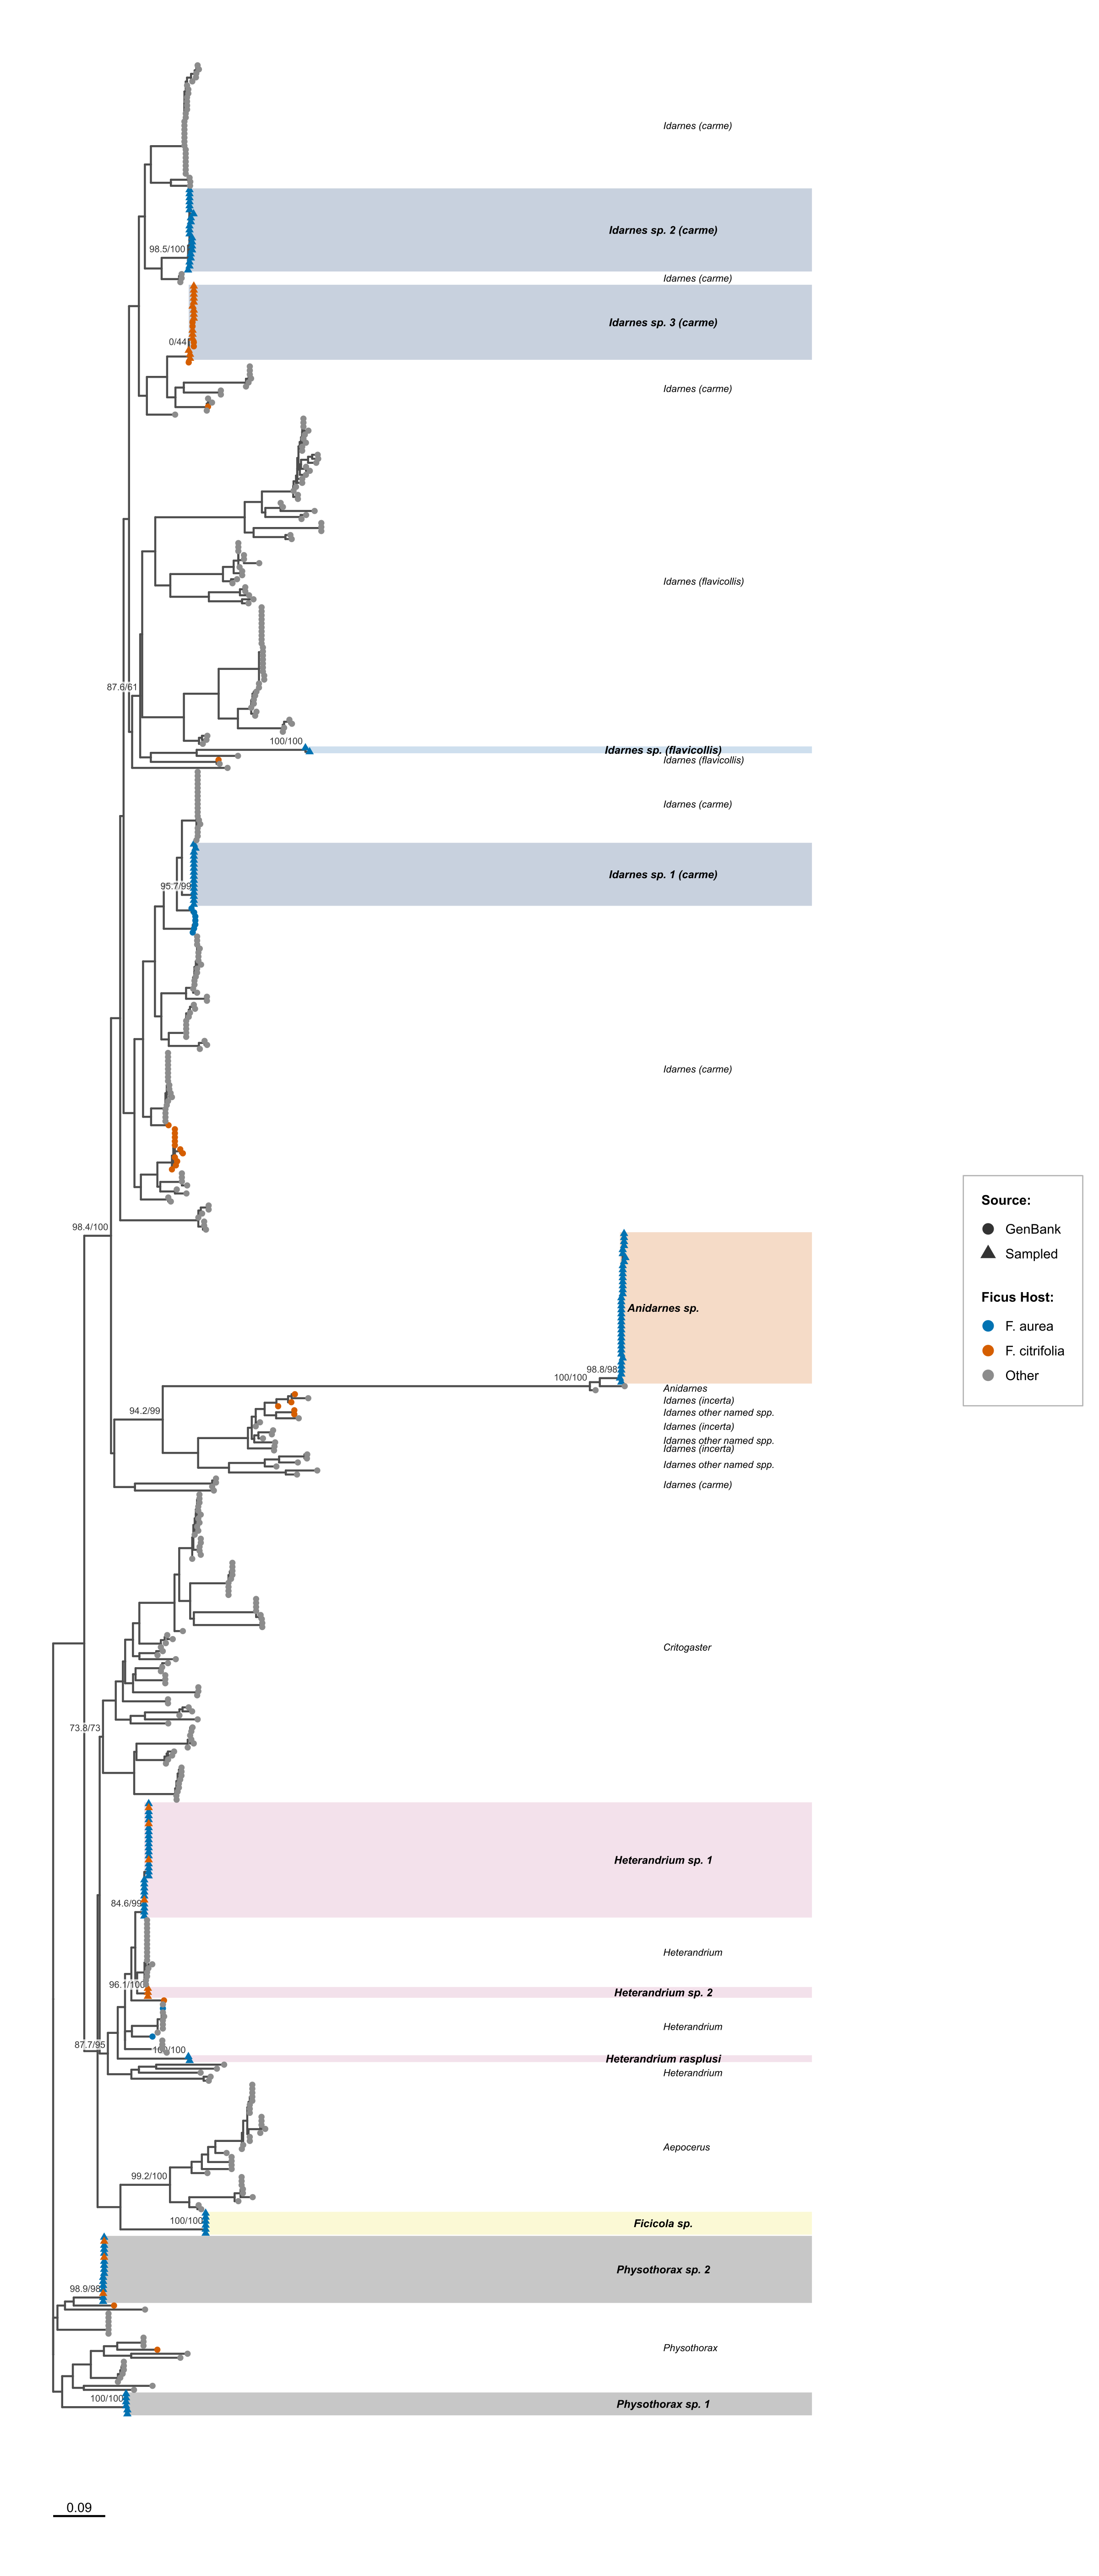 Idarnes (carme)
Idarnes sp. 2 (carme)
98.5/100
Idarnes (carme)
Idarnes sp. 3 (carme)
0/44
Idarnes (carme)
Idarnes (flavicollis)
87.6/61
100/100
Idarnes sp. (flavicollis)
Idarnes (flavicollis)
Idarnes (carme)
Idarnes sp. 1 (carme)
95.7/99
Idarnes (carme)
Source:
GenBank
Sampled
Ficus Host:
F. aurea
F. citrifolia
Other
98.4/100
Anidarnes sp.
98.8/98
100/100
Anidarnes
Idarnes (incerta)
94.2/99
Idarnes other named spp.
Idarnes (incerta)
Idarnes other named spp.
Idarnes (incerta)
Idarnes other named spp.
Idarnes (carme)
Critogaster
73.8/73
Heterandrium sp. 1
84.6/99
Heterandrium
96.1/100
Heterandrium sp. 2
Heterandrium
87.7/95
100/100
Heterandrium rasplusi
Heterandrium
Aepocerus
99.2/100
100/100
Ficicola sp.
Physothorax sp. 2
98.9/98
Physothorax
100/100
Physothorax sp. 1
0.09